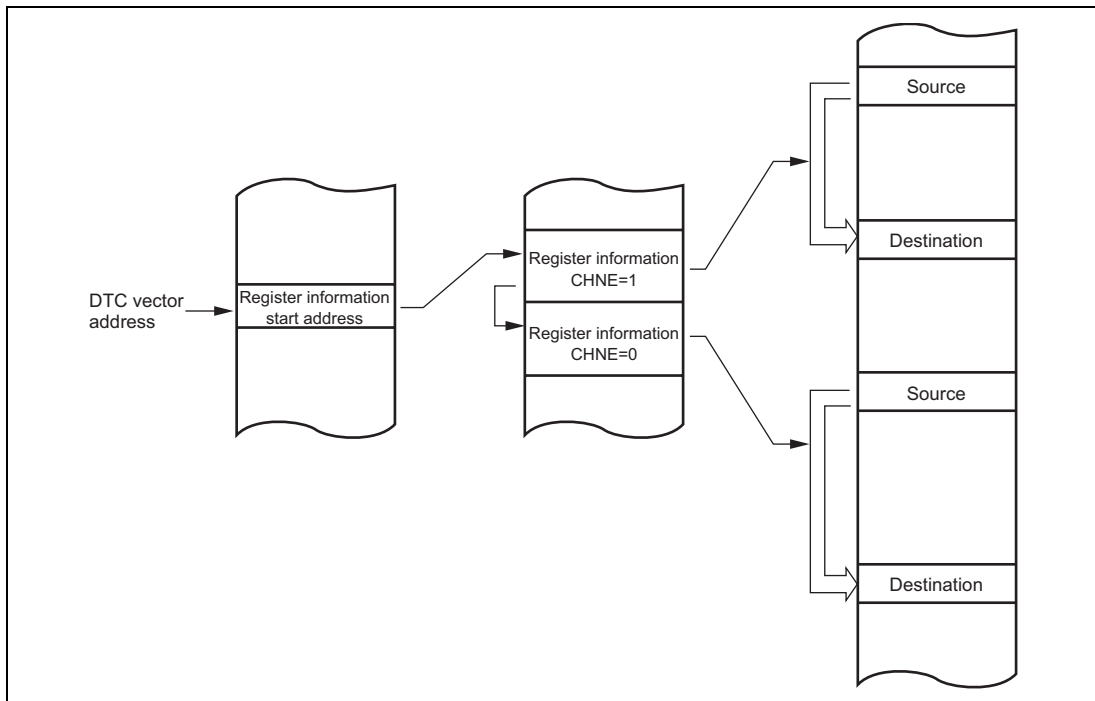 DTC vector
address
Register information
start address
Register information
CHNE=1
Register information
CHNE=0
Source
Destination
Source
Destination